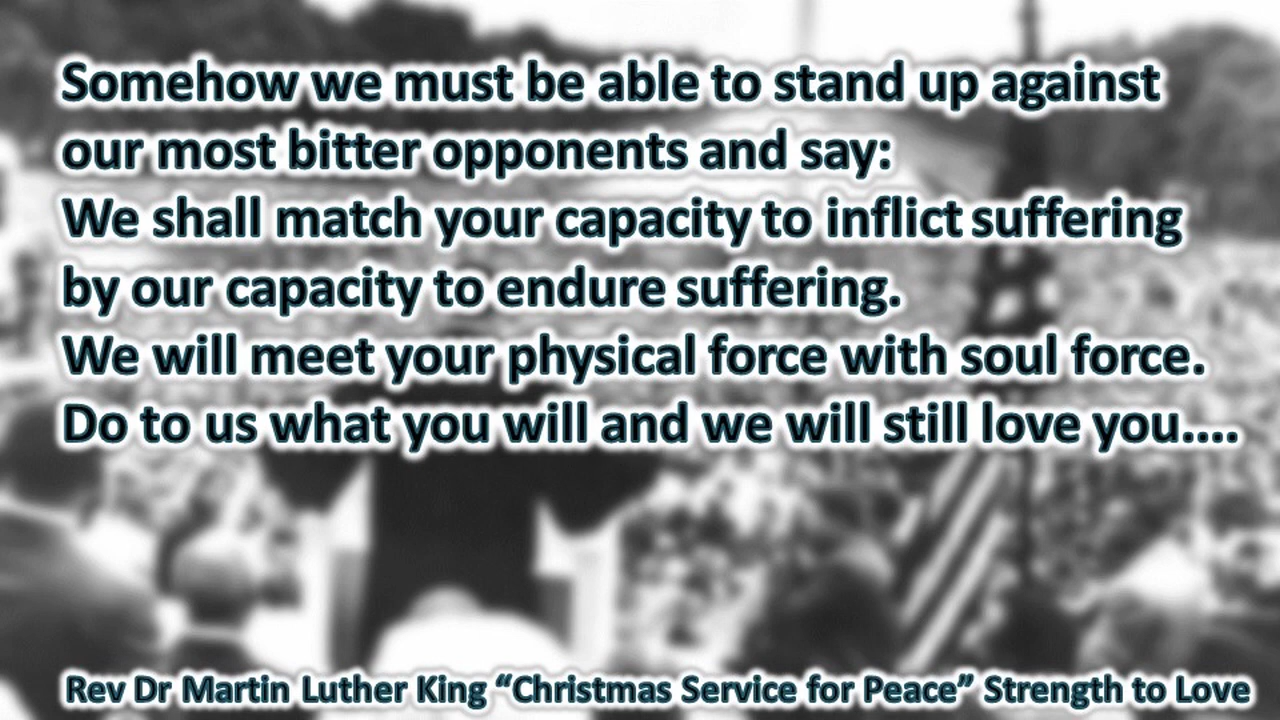 Somehow we must be able to stand up against
our most bitter opponents and say:
We shall match your capacity to inflict suffering
by our capacity to endure suffering.
We will meet your physical force with soul force.
Do to us what you will and we will still love you....
Rev Dr Martin Luther King “Christmas Service for Peace” Strength to Love